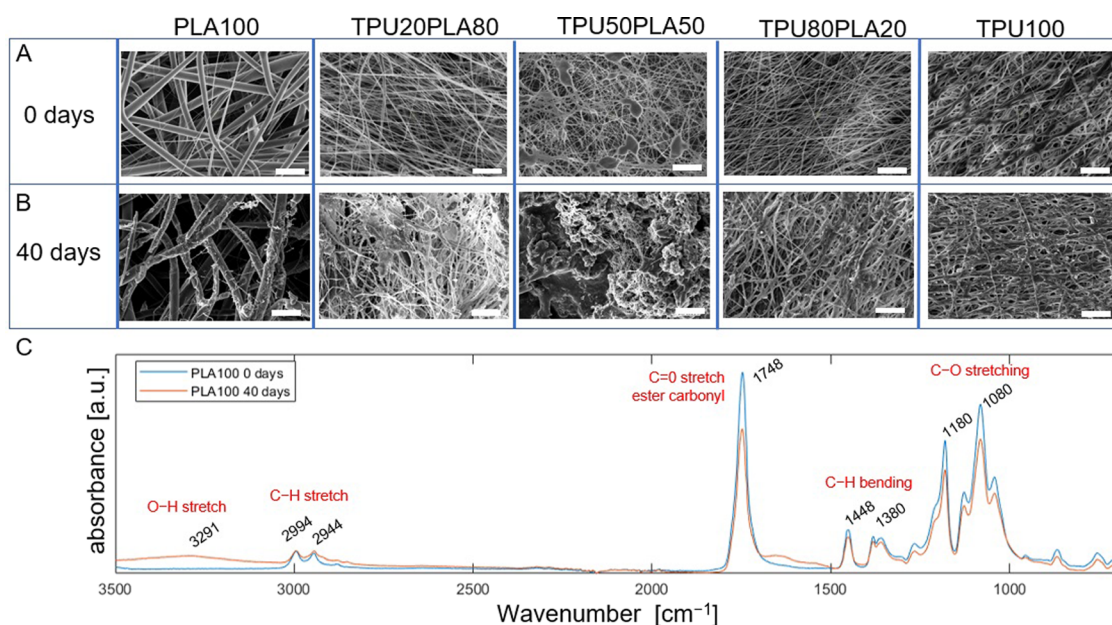 PLA100 TPU20PLA80 TPU50PLA50 TPU80PLA20 TPU100
A
0 days
B
40 days
C
PLA100 0 days
PLA100 40 days
C=0 stretch
ester carbonyl
1748
C−O stretching
1080
1180
O−H stretch
3291
C−H stretch
2994
2944
C−H bending
1448
1380
absorbance [a.u.]
3500 3000 2500 2000 1500 1000
Wavenumber [cm⁻¹]